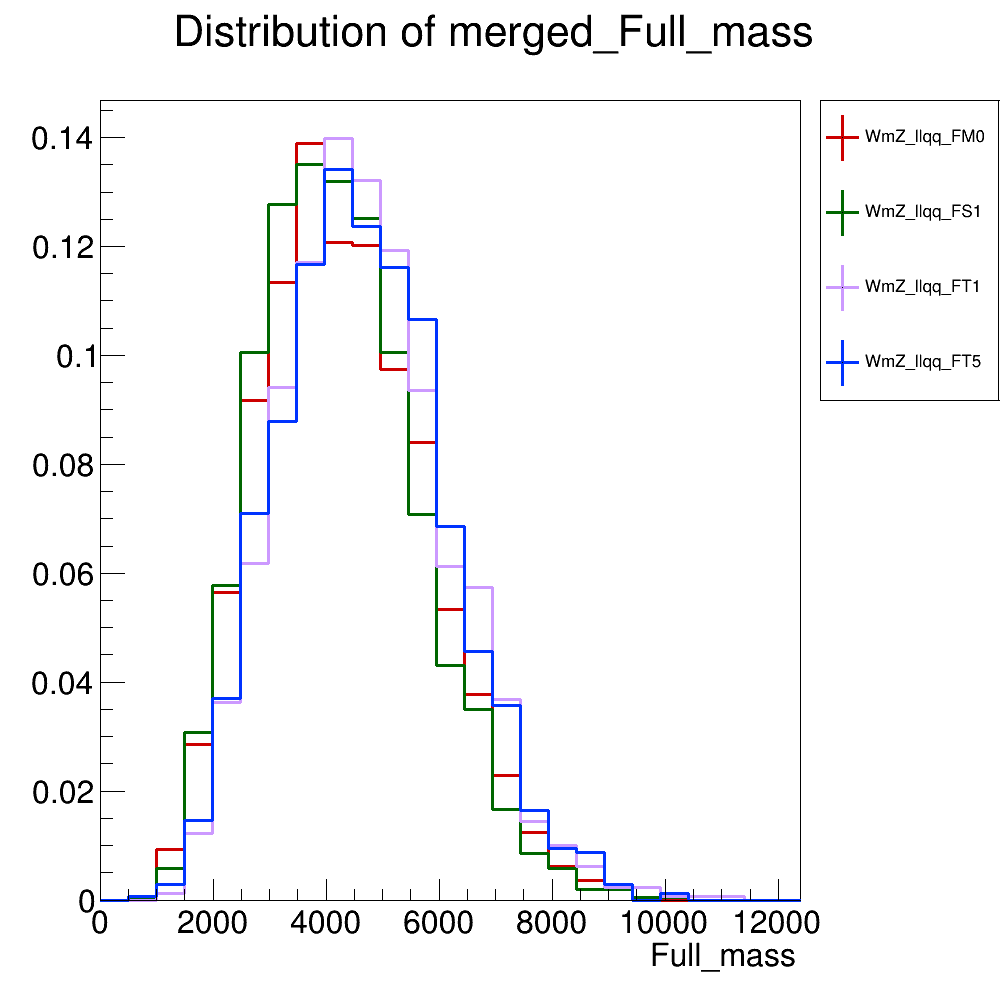 Distribution of merged_Full_mass
0.14
0.12
0.1
0.08
0.06
0.04
0.02
0
0 2000 4000 6000 8000 10000 12000
Full_mass
WmZ_llqq_FM0
WmZ_llqq_FS1
WmZ_llqq_FT1
WmZ_llqq_FT5